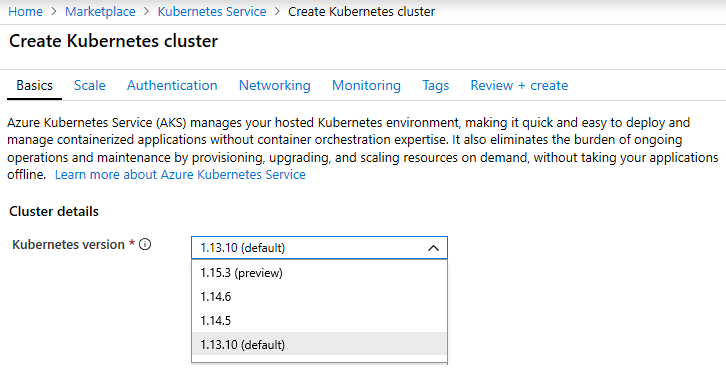 Home > Marketplace > Kubernetes Service > Create Kubernetes cluster
Create Kubernetes cluster
Basics Scale Authentication Networking Monitoring Tags Review + create
Azure Kubernetes Service (AKS) manages your hosted Kubernetes environment, making it quick and easy to deploy and
manage containerized applications without container orchestration expertise. It also eliminates the burden of ongoing
operations and maintenance by provisioning, upgrading, and scaling resources on demand, without taking your applications
offline. Learn more about Azure Kubernetes Service
Cluster details
Kubernetes version * 1.13.10 (default)
1.15.3 (preview)
1.14.6
1.14.5
1.13.10 (default)